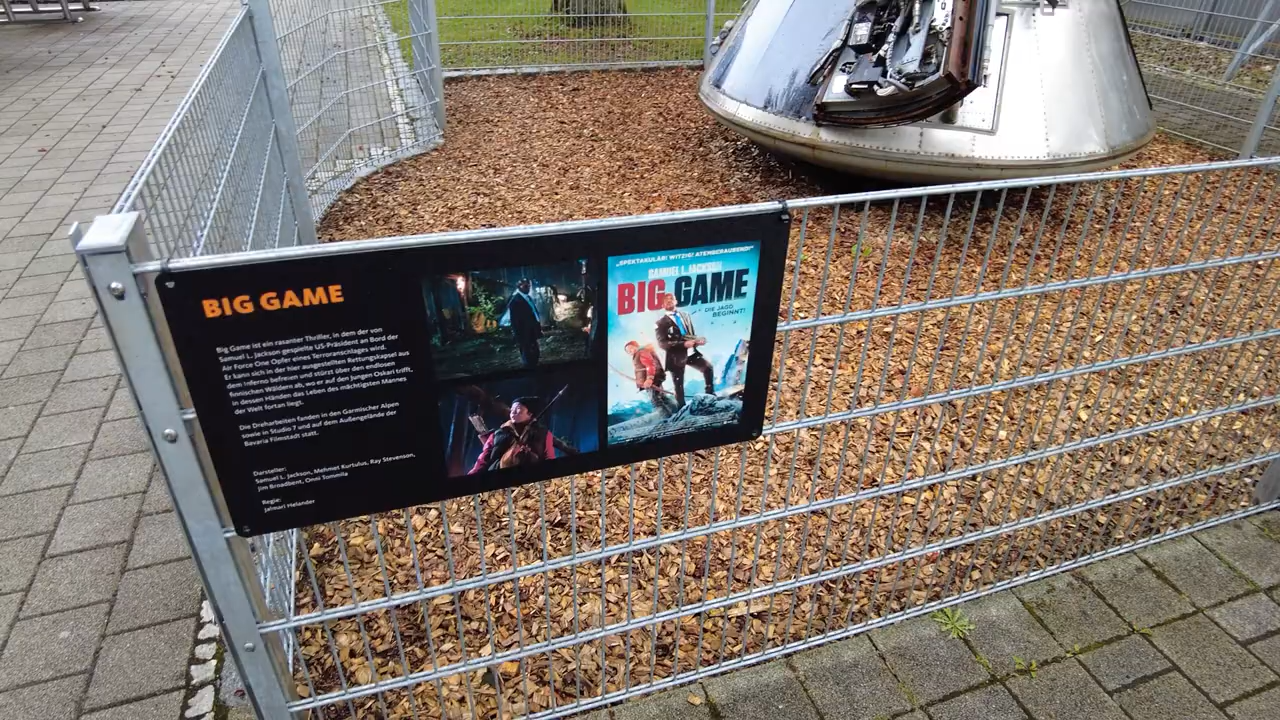 BIG GAME
Big Game ist ein rasanter Thriller, in dem der von
Samuel L. Jackson gespielte US-Präsident an Bord der
Air Force One Opfer eines Terroranschlages wird.
Er kann sich in der hier ausgestellten Rettungskapsel aus
dem Inferno befreien und stürzt über den endlosen
finnischen Wäldern ab, wo er auf den jungen Oskari trifft,
in dessen Händen das Leben des mächtigsten Mannes
der Welt fortan liegt.
Die Dreharbeiten fanden in den Garmischer Alpen
sowie in Studio 7 und auf dem Außengelände der
Bavaria Filmstadt statt.
Darsteller:
Samuel L. Jackson, Mehmet Kurtulus, Ray Stevenson,
Jim Broadbent, Onni Tommila
Regie:
Jalmari Helander
„SPEKTAKULÄR! WITZIG! ATEMBERAUBEND!"
SAMUEL L. JACKSON
BIG GAME
DIE JAGD
BEGINNT!